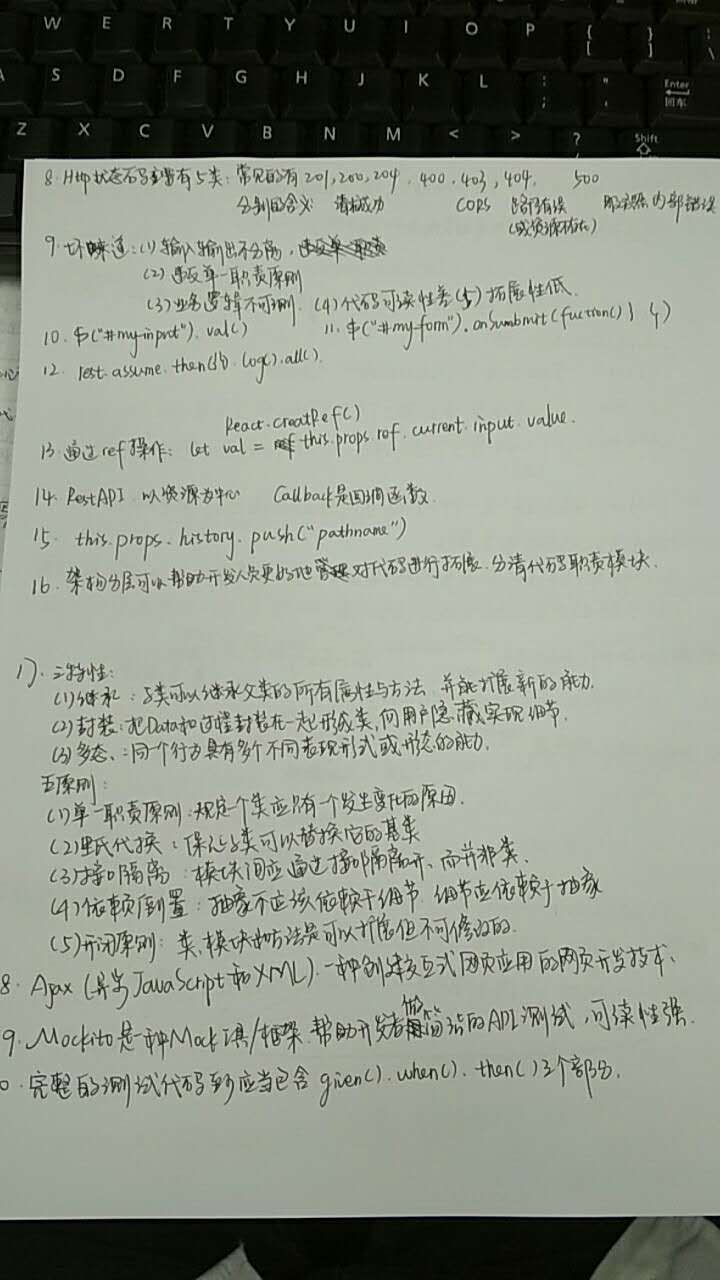 W E R T Y U I O P { [ } ]
A S D F G H J K L : ; " ' Enter 回车
Z X C V B N M < > ? / Shift
8. Http状态码主要有5类: 常见的有201, 200, 204, 400, 403, 404, 500
分别的含义 请求成功 CORS 路径有误 服务器内部错误
(或资源不存在)
9. 坏味道: (1) 输入输出不分离, 违反单一职责
(2) 违反单一职责原则
(3) 业务逻辑不可测. (4) 代码可读性差 (5) 拓展性低.
10. $("#my-input").val() 11. $("#my-form").onSumbmit(fuction(){ })
12. rest.assume.then().log().all().
React.creatRef()
13. 通过ref操作: let val = this.props.ref.current.input.value.
14. RestAPI 以资源为中心 Callback是回调函数.
15. this.props.history.push("pathname")
16. 架构分层可以帮助开发人员更好地管理对代码进行拓展. 分清代码职责模块.
17. 三特性:
(1) 继承: 子类可以继承父类的所有属性与方法 并能扩展新的能力.
(2) 封装: 把Data和过程封装在一起形成类, 向用户隐藏实现细节.
(3) 多态: 同一个行为具有多个不同表现形式或形态的能力.
五原则:
(1) 单一职责原则: 规定一个类应只有一个发生变化的原因.
(2) 里氏代换: 保证子类可以替换它的基类
(3) 接口隔离: 模块间应通过接口隔离开、而并非类.
(4) 依赖倒置: 抽象不应该依赖于细节 细节应依赖于抽象
(5) 开闭原则: 类, 模块和方法是可以扩展但不可修改的.
8. Ajax (异步JavaScript和XML). 一种创建交互式网页应用的网页开发技术.
9. Mockito是一种Mock工具/框架. 帮助开发者做简洁的API测试, 可读性强.
0. 完整的测试代码应当包含 given(). when(). then() 3个部分.